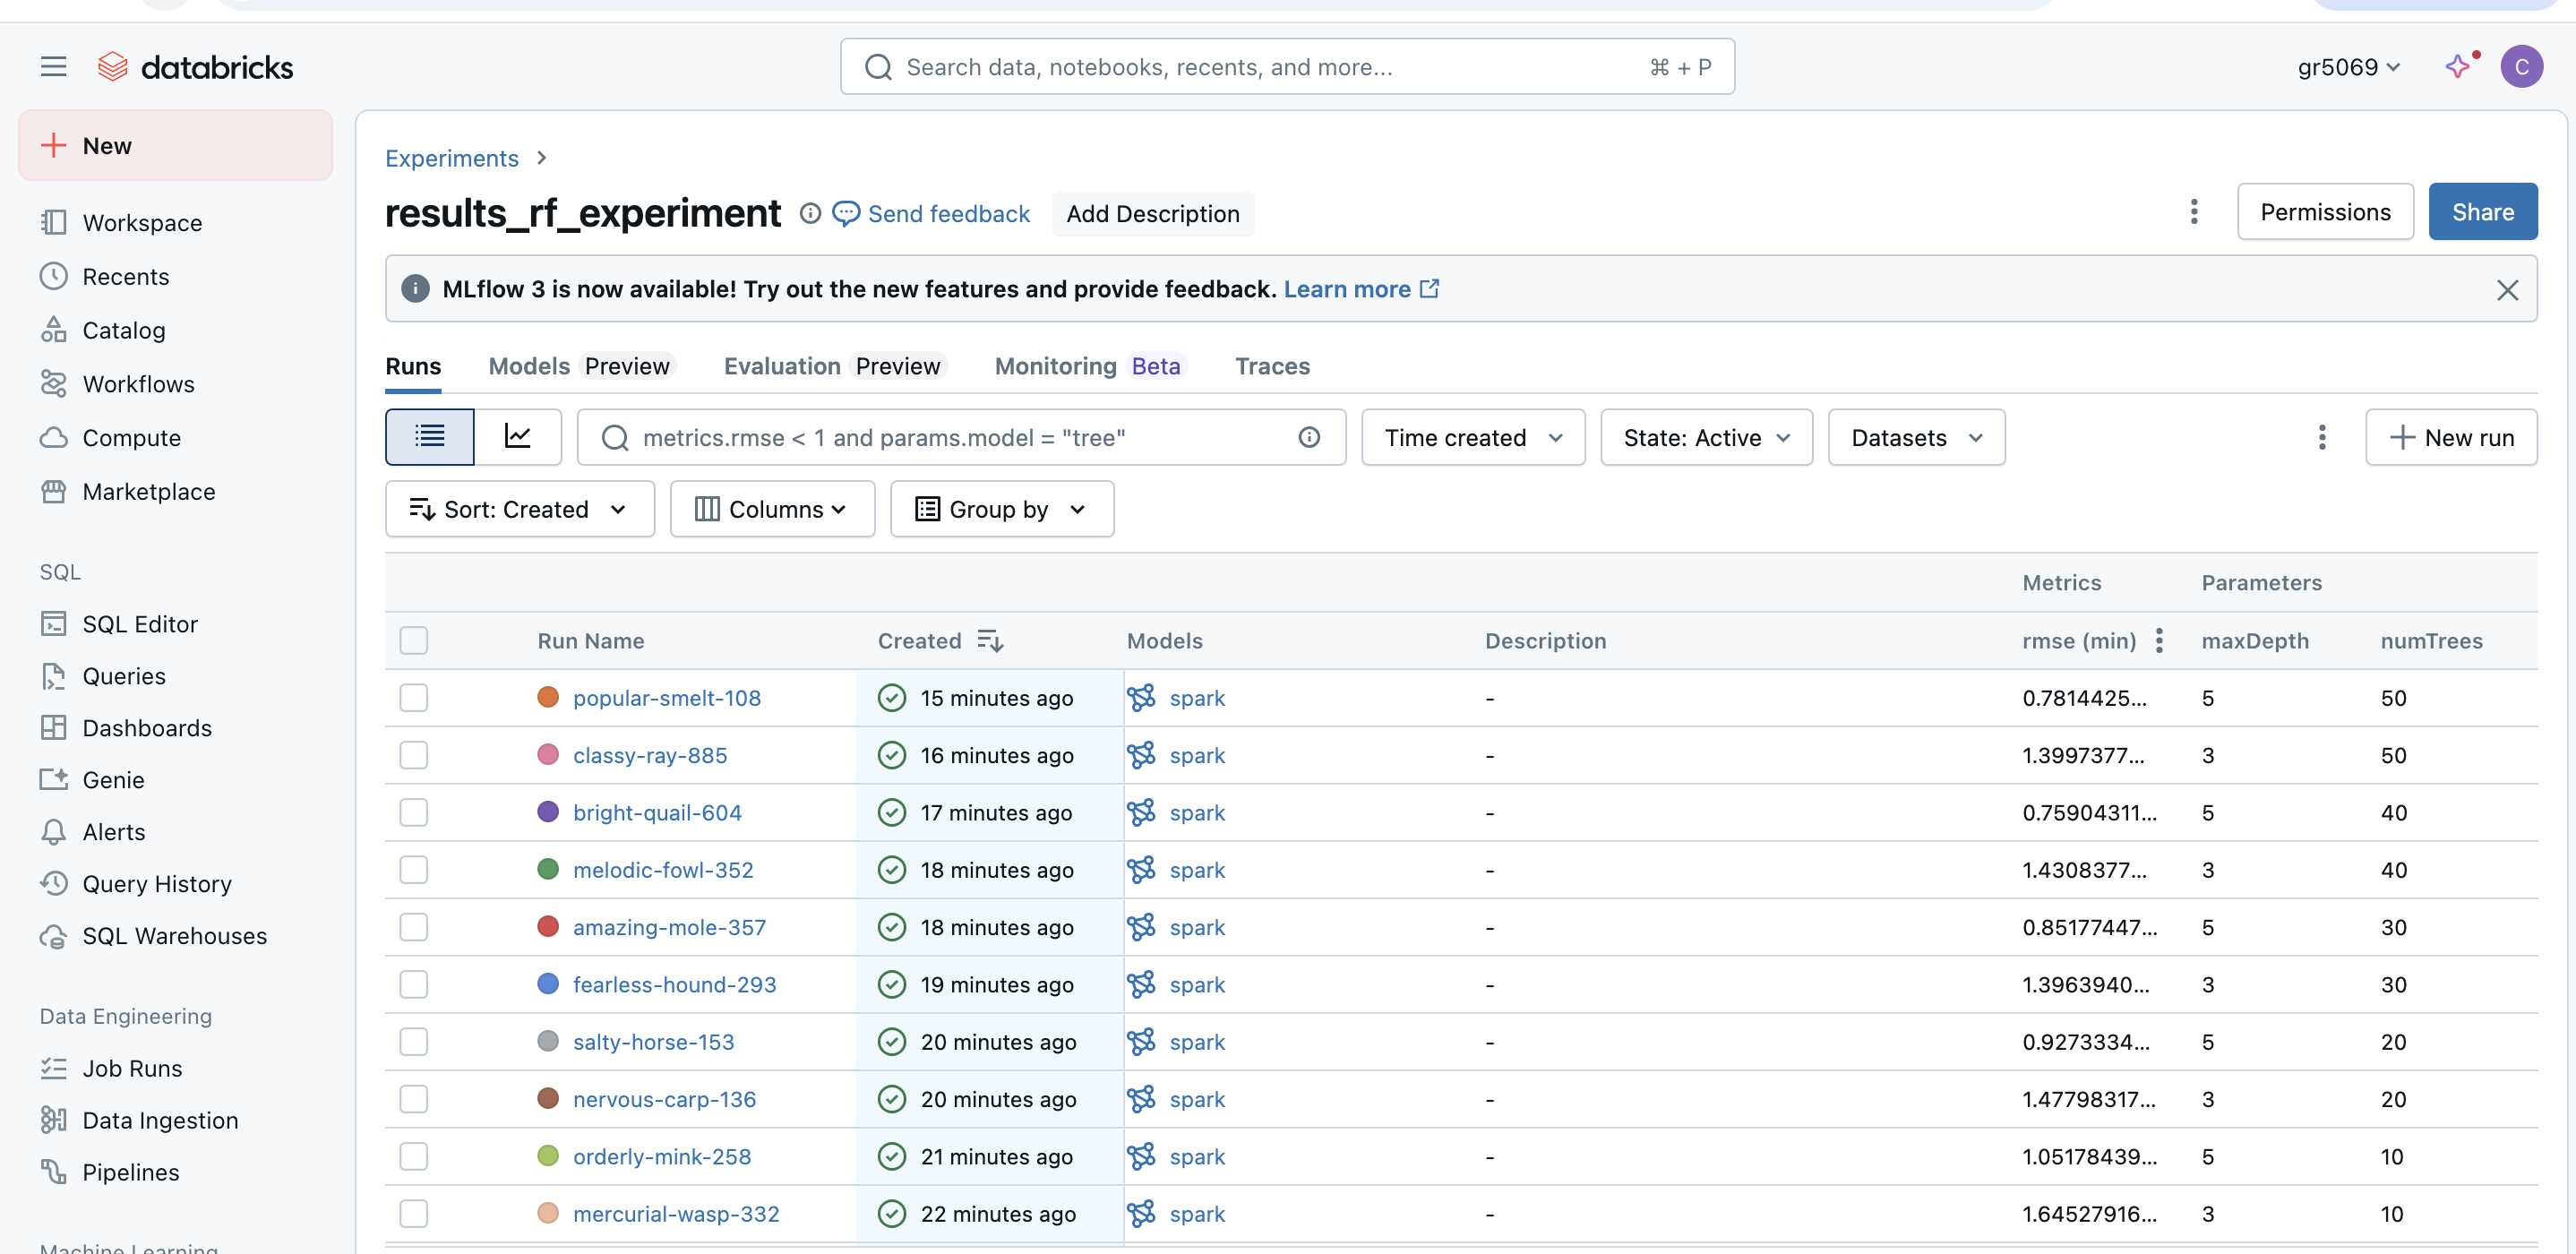 databricks
Search data, notebooks, recents, and more...
⌘ + P
gr5069
C
New
Workspace
Recents
Catalog
Workflows
Compute
Marketplace
SQL
SQL Editor
Queries
Dashboards
Genie
Alerts
Query History
SQL Warehouses
Data Engineering
Job Runs
Data Ingestion
Pipelines
Machine Learning
Experiments >
results_rf_experiment Send feedback Add Description
Permissions Share
MLflow 3 is now available! Try out the new features and provide feedback. Learn more
Runs Models Preview Evaluation Preview Monitoring Beta Traces
metrics.rmse < 1 and params.model = "tree" Time created State: Active Datasets + New run
Sort: Created Columns Group by
Metrics Parameters
Run Name Created Models Description rmse (min) maxDepth numTrees
popular-smelt-108 15 minutes ago spark - 0.7814425... 5 50
classy-ray-885 16 minutes ago spark - 1.3997377... 3 50
bright-quail-604 17 minutes ago spark - 0.75904311... 5 40
melodic-fowl-352 18 minutes ago spark - 1.4308377... 3 40
amazing-mole-357 18 minutes ago spark - 0.85177447... 5 30
fearless-hound-293 19 minutes ago spark - 1.3963940... 3 30
salty-horse-153 20 minutes ago spark - 0.9273334... 5 20
nervous-carp-136 20 minutes ago spark - 1.47798317... 3 20
orderly-mink-258 21 minutes ago spark - 1.05178439... 5 10
mercurial-wasp-332 22 minutes ago spark - 1.64527916... 3 10